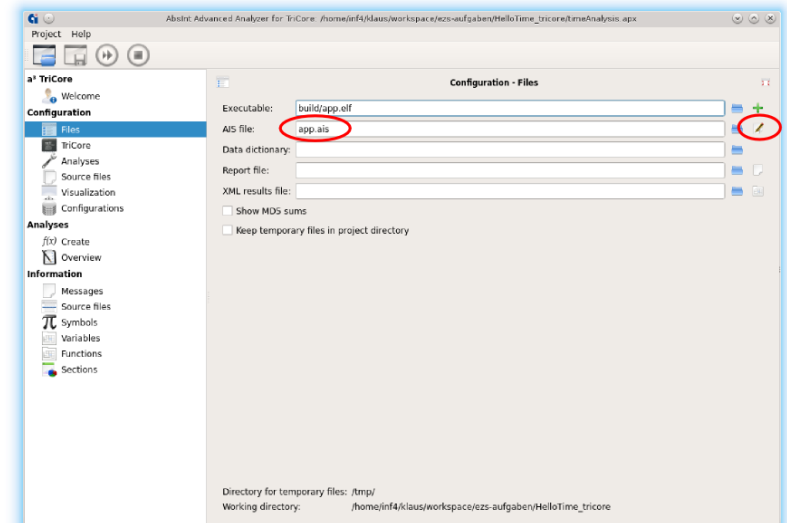 AbsInt Advanced Analyzer for TriCore: /home/inf4/klaus/workspace/ezs-aufgaben/HelloTime_tricore/timeAnalysis.apx
Project Help
a³ TriCore
Welcome
Configuration
Files
TriCore
Analyses
Source files
Visualization
Configurations
Analyses
f(x) Create
Overview
Information
Messages
Source files
Symbols
Variables
Functions
Sections
Configuration - Files
Executable: build/app.elf
AIS file: app.ais
Data dictionary:
Report file:
XML results file:
Show MD5 sums
Keep temporary files in project directory
Directory for temporary files: /tmp/
Working directory: /home/inf4/klaus/workspace/ezs-aufgaben/HelloTime_tricore